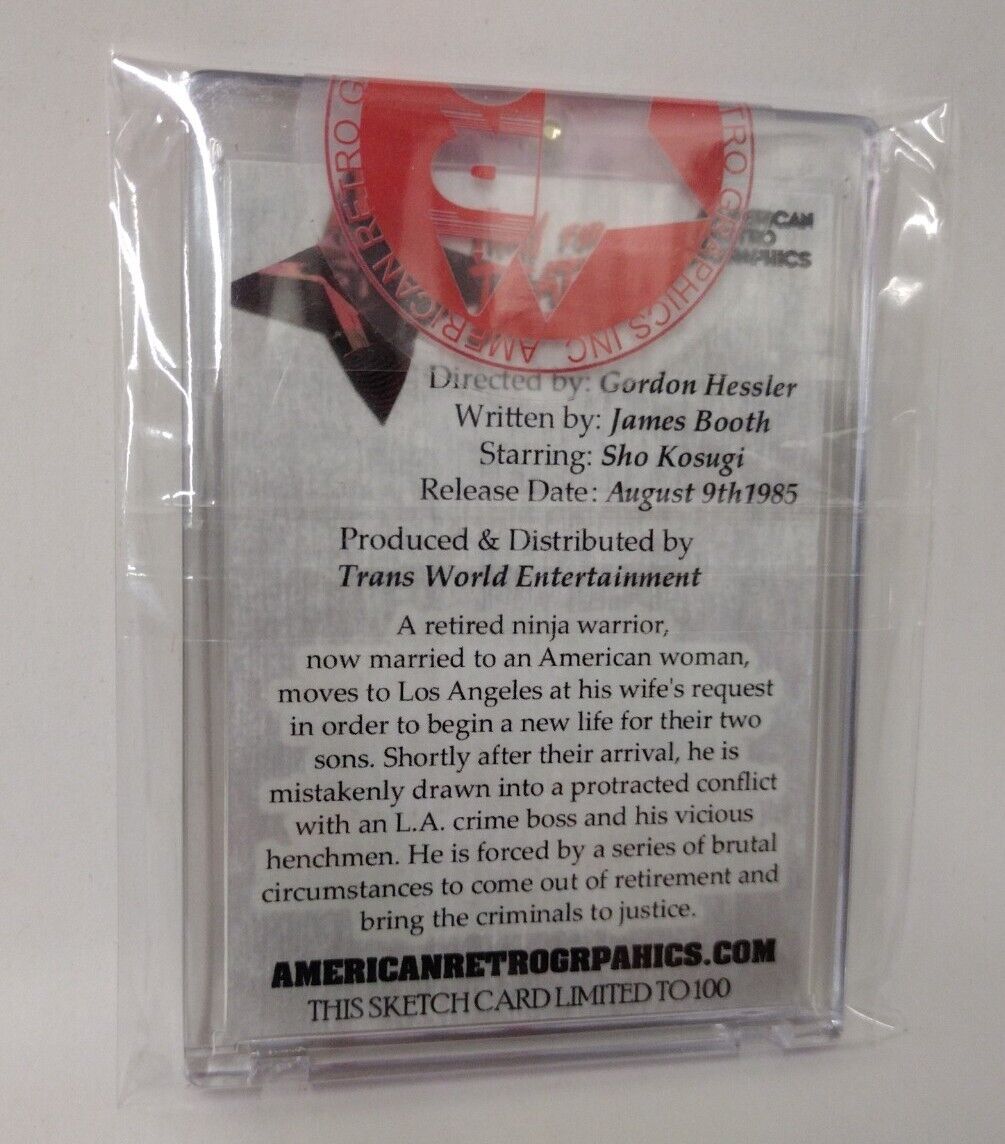 AMERICAN RETRO GRAPHICS INC.
AMERICAN
RETRO
GRAPHICS
PRAY FOR
DEATH
Directed by: Gordon Hessler
Written by: James Booth
Starring: Sho Kosugi
Release Date: August 9th1985
Produced & Distributed by
Trans World Entertainment
A retired ninja warrior,
now married to an American woman,
moves to Los Angeles at his wife's request
in order to begin a new life for their two
sons. Shortly after their arrival, he is
mistakenly drawn into a protracted conflict
with an L.A. crime boss and his vicious
henchmen. He is forced by a series of brutal
circumstances to come out of retirement and
bring the criminals to justice.
AMERICANRETROGRPAHICS.COM
THIS SKETCH CARD LIMITED TO 100